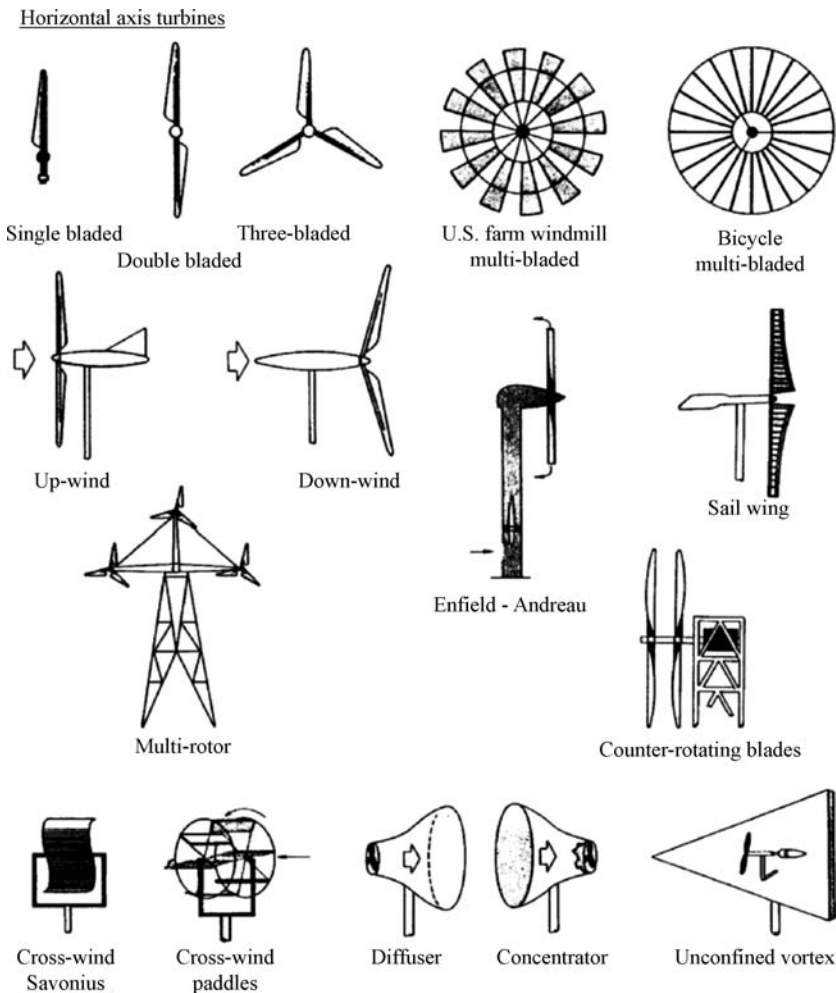 Horizontal axis turbines
Single bladed
Double bladed
Three-bladed
U.S. farm windmill
multi-bladed
Bicycle
multi-bladed
Up-wind
Down-wind
Enfield - Andreau
Sail wing
Multi-rotor
Counter-rotating blades
Cross-wind
Savonius
Cross-wind
paddles
Diffuser
Concentrator
Unconfined vortex